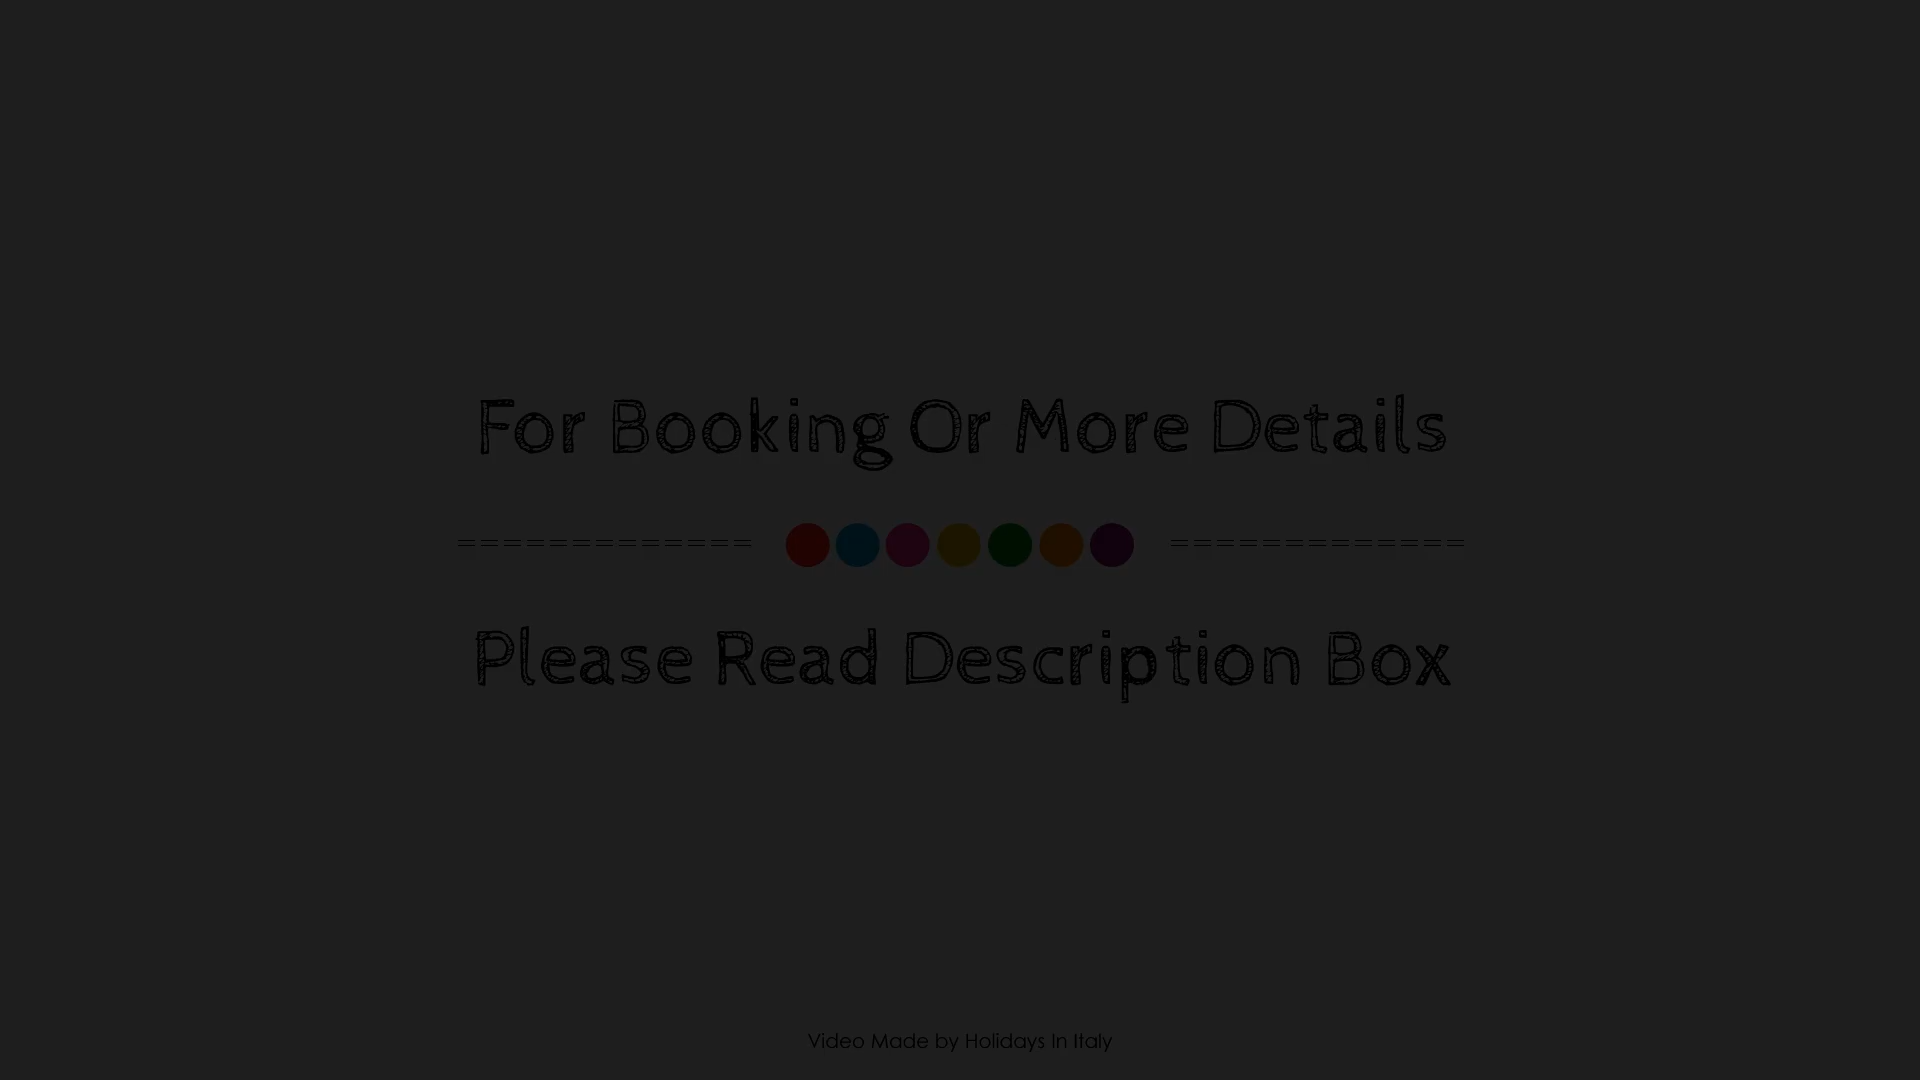 For Booking Or More Details
============= =============
Please Read Description Box
Video Made by Holidays In Italy